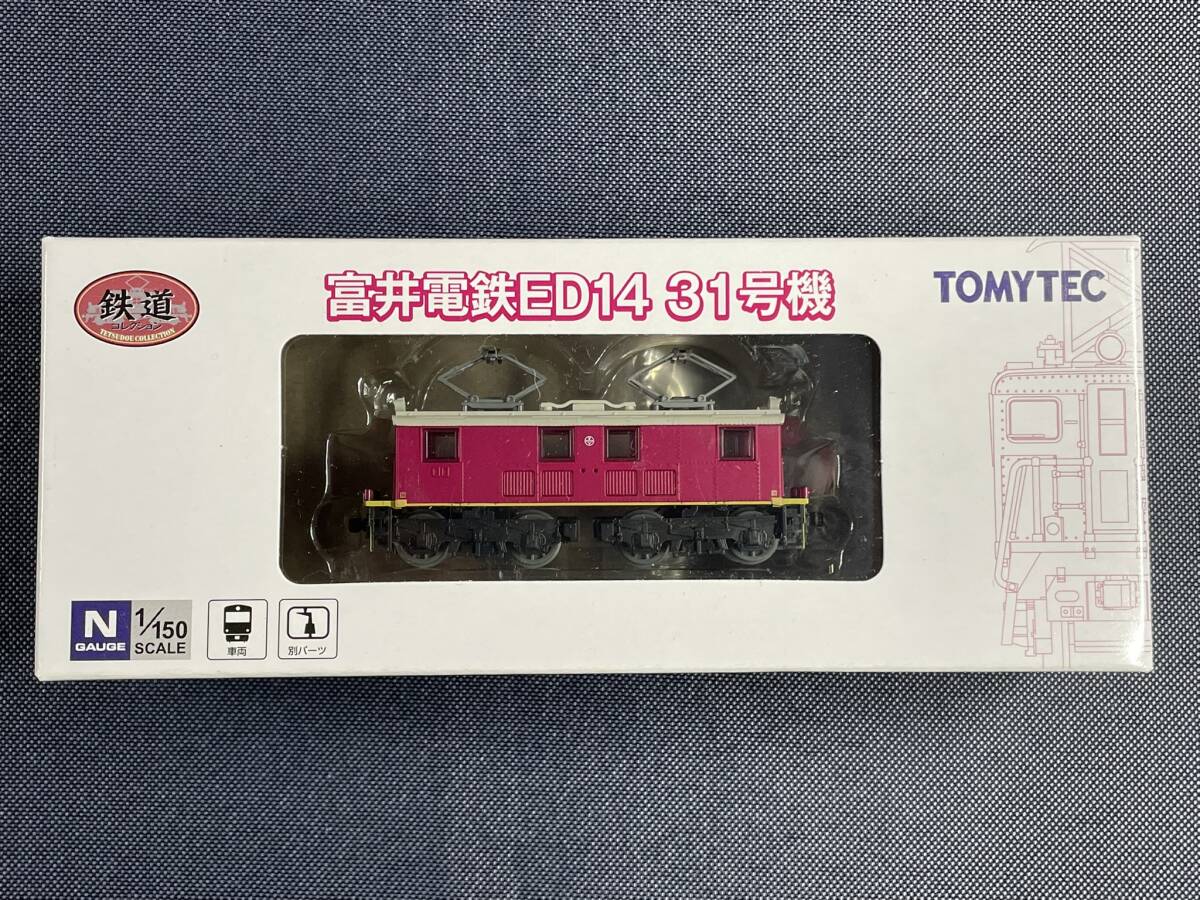 鉄道
コレクション
TETSUDOU COLLECTION
富井電鉄ED14 31号機
TOMYTEC
N
GAUGE
1/150
SCALE
車両
別パーツ